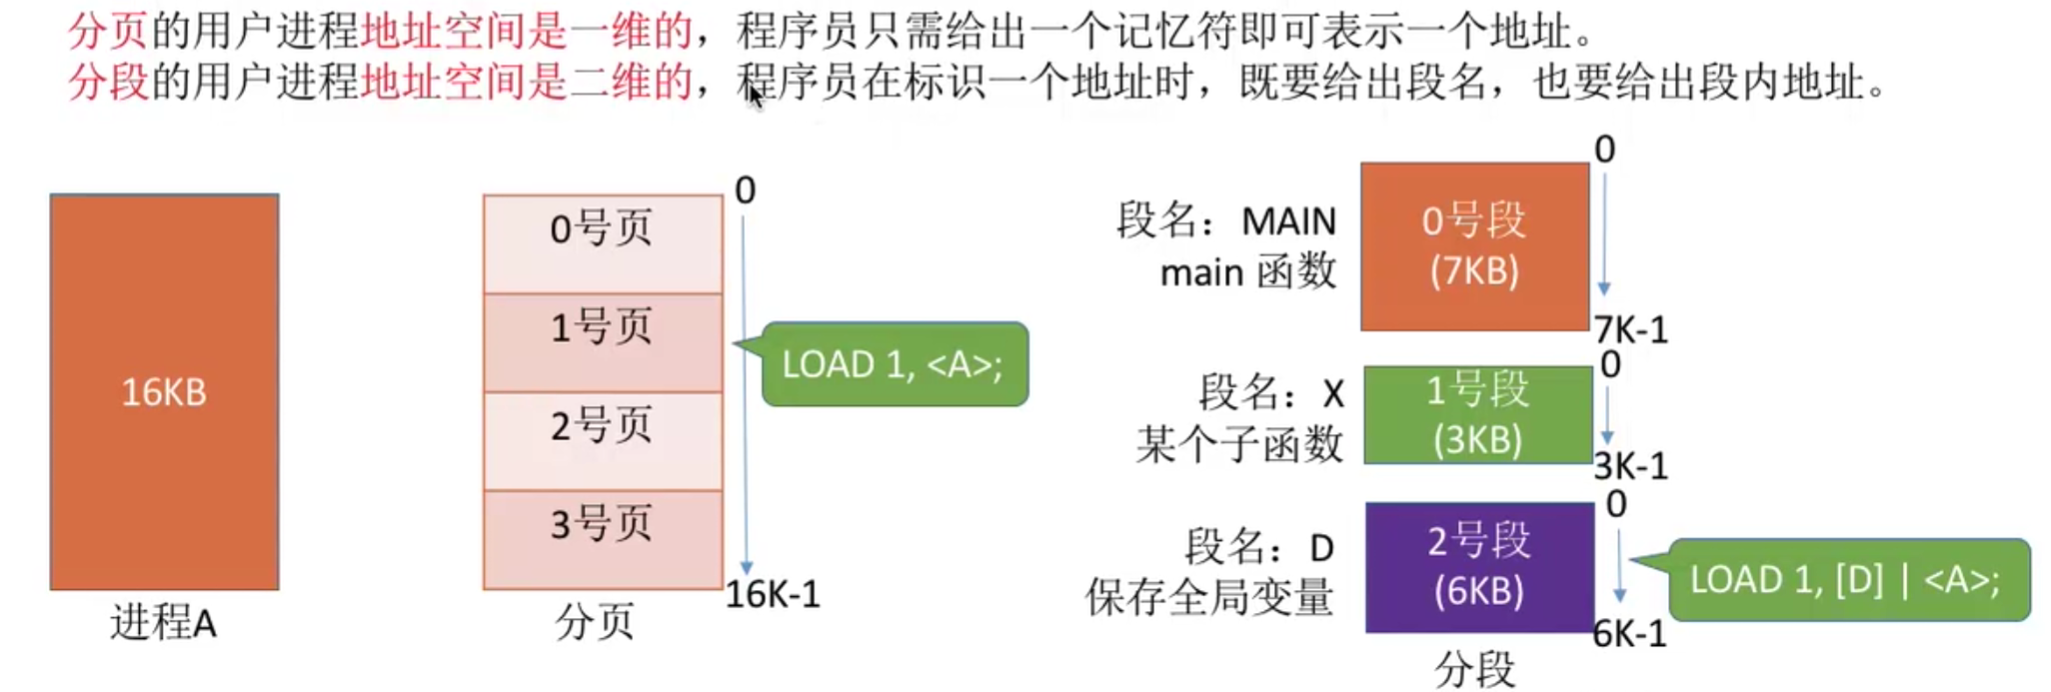 分页的用户进程地址空间是一维的，程序员只需给出一个记忆符即可表示一个地址。
分段的用户进程地址空间是二维的，程序员在标识一个地址时，既要给出段名，也要给出段内地址。
16KB
进程A
0号页
1号页
2号页
3号页
0
16K-1
LOAD 1, <A>;
分页
段名：MAIN
main 函数
0号段
(7KB)
0
7K-1
段名：X
某个子函数
1号段
(3KB)
0
3K-1
段名：D
保存全局变量
2号段
(6KB)
0
6K-1
LOAD 1, [D] | <A>;
分段